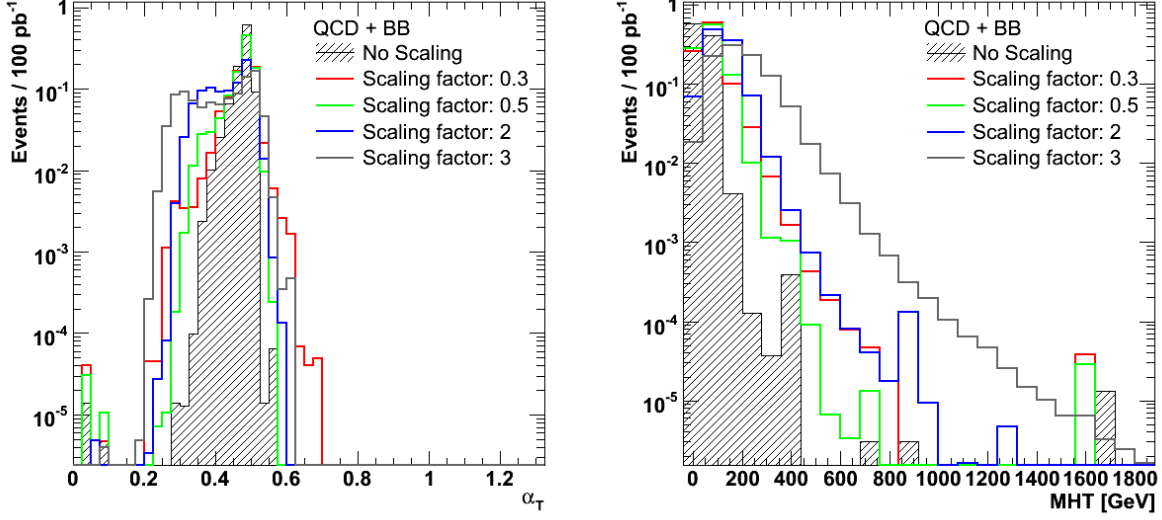 Events / 100 pb⁻¹
1
10⁻¹
10⁻²
10⁻³
10⁻⁴
10⁻⁵
QCD + BB
No Scaling
Scaling factor: 0.3
Scaling factor: 0.5
Scaling factor: 2
Scaling factor: 3
0 0.2 0.4 0.6 0.8 1 1.2
α_T
Events / 100 pb⁻¹
1
10⁻¹
10⁻²
10⁻³
10⁻⁴
10⁻⁵
QCD + BB
No Scaling
Scaling factor: 0.3
Scaling factor: 0.5
Scaling factor: 2
Scaling factor: 3
0 200 400 600 800 1000 1200 1400 1600 1800
MHT [GeV]